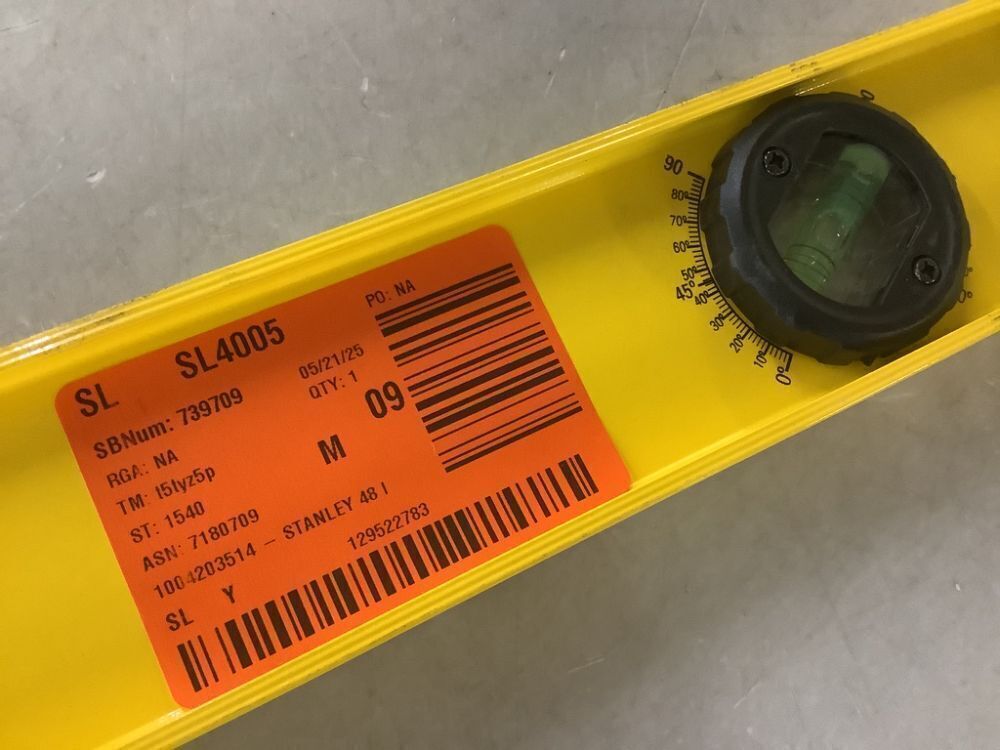 SL SL4005 PO: NA
SBNum: 739709 05/21/25
RGA: NA QTY: 1
TM: l5lyz5p M 09
ST: 1540
ASN: 7180709
1004203514 – STANLEY 48 I
SL Y 129522783
90
80°
70°
60°
50°
45°
40°
30°
20°
10°
0°